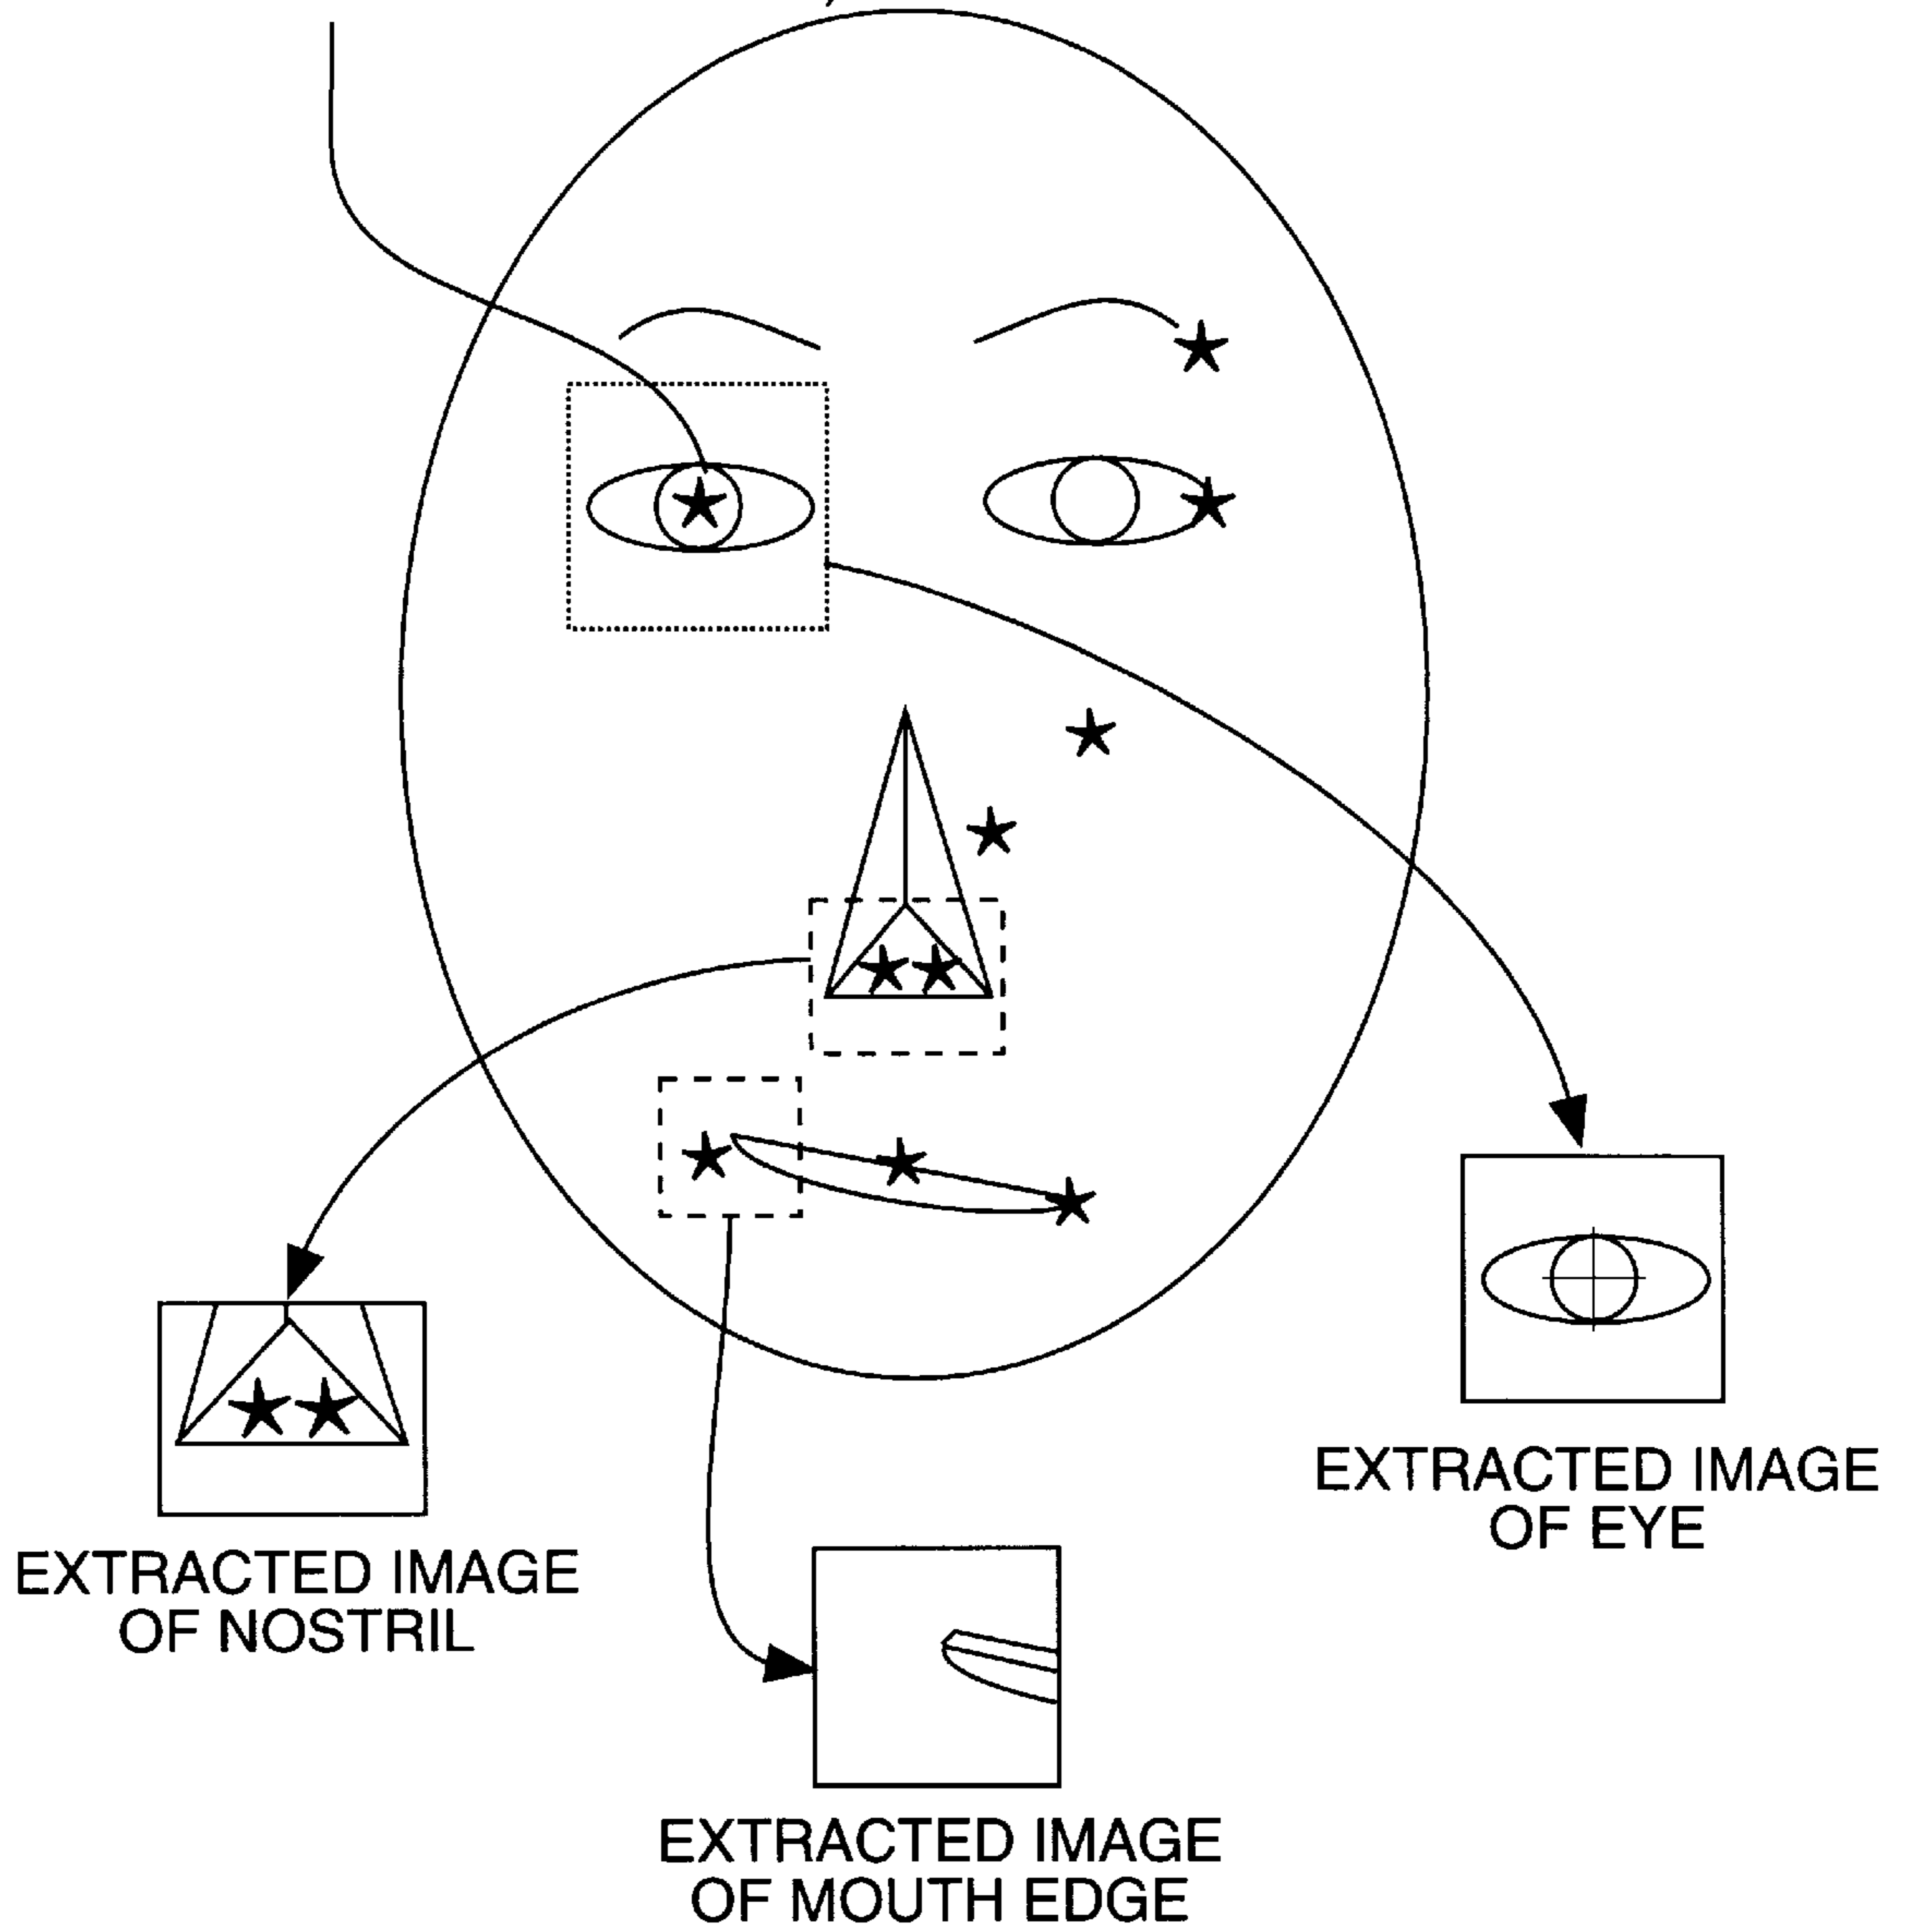 EXTRACTED IMAGE
OF EYE
EXTRACTED IMAGE
OF NOSTRIL
EXTRACTED IMAGE
OF MOUTH EDGE